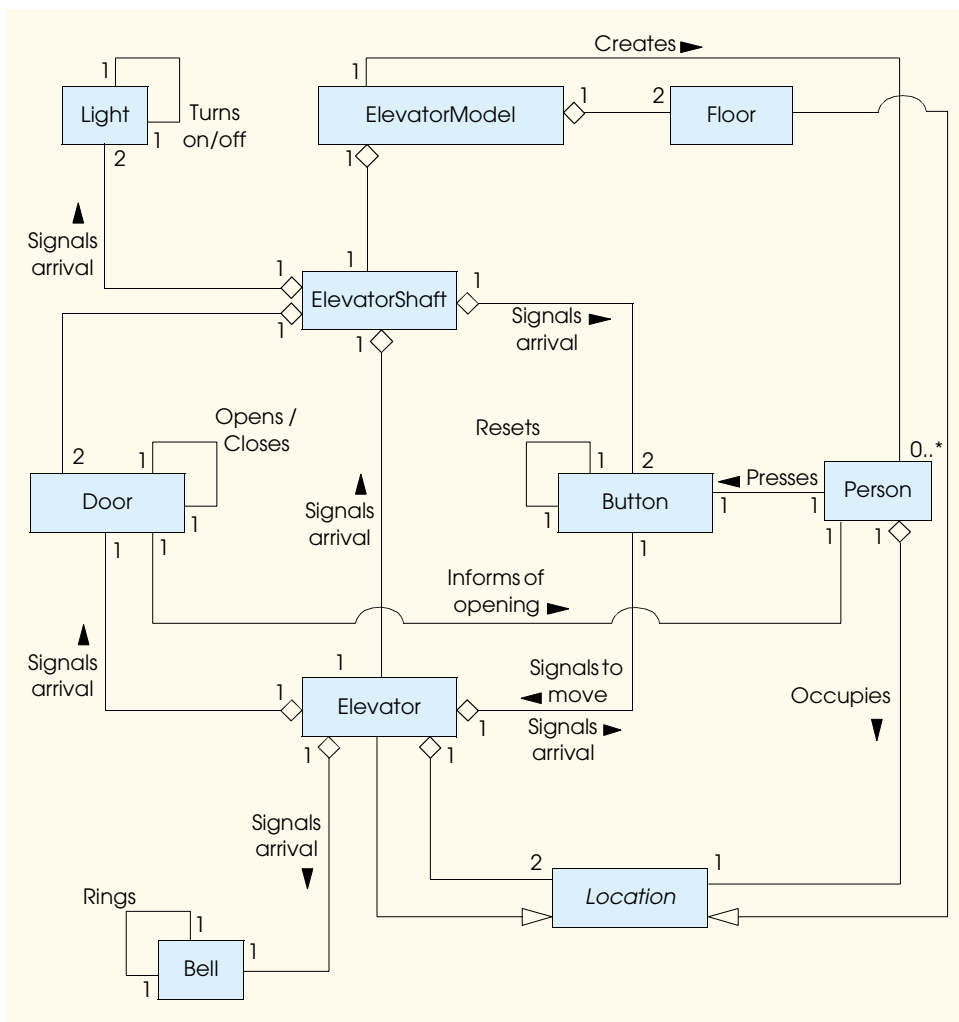 Creates
1
1
Light
1
Turns
on/off
2
ElevatorModel
1
2
Floor
1
Signals
arrival
1
1
ElevatorShaft
1
1
1
Signals
arrival
Opens /
Closes
Resets
2
1
1
2
0..*
Door
1
Signals
arrival
Button
1
Presses
1
1
Person
1
1
1
1
1
1
Informs of
opening
Signals
arrival
1
1
Elevator
Signals to
move
1
Signals
arrival
Occupies
1
1
Signals
arrival
2
1
Location
Rings
1
1
Bell
1